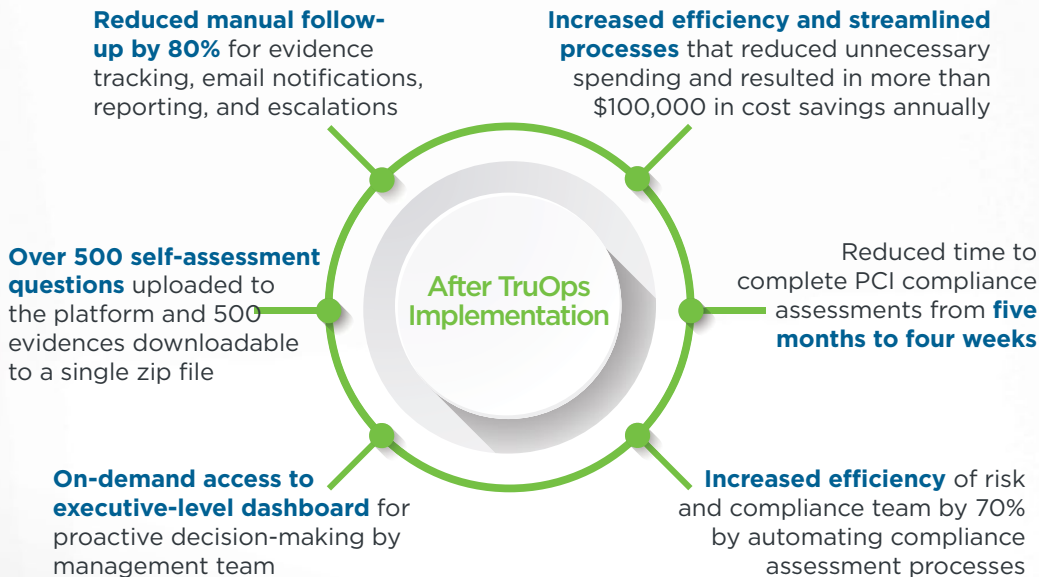 Reduced manual follow-
up by 80% for evidence
tracking, email notifications,
reporting, and escalations
Increased efficiency and streamlined
processes that reduced unnecessary
spending and resulted in more than
$100,000 in cost savings annually
Over 500 self-assessment
questions uploaded to
the platform and 500
evidences downloadable
to a single zip file
After TruOps
Implementation
Reduced time to
complete PCI compliance
assessments from five
months to four weeks
On-demand access to
executive-level dashboard for
proactive decision-making by
management team
Increased efficiency of risk
and compliance team by 70%
by automating compliance
assessment processes